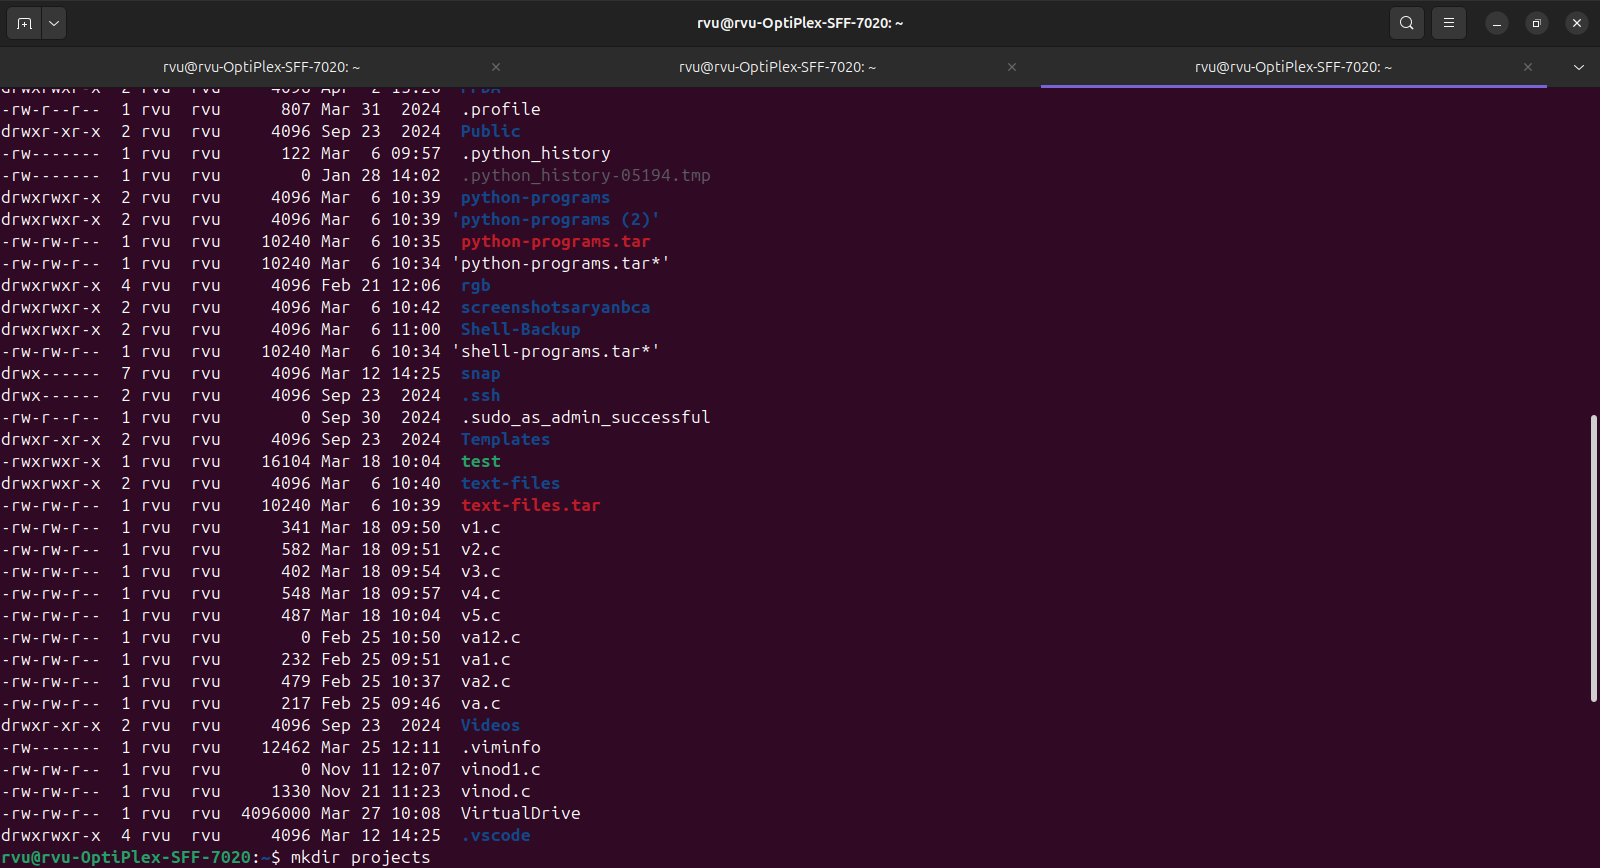 rvu@rvu-OptiPlex-SFF-7020: ~
rvu@rvu-OptiPlex-SFF-7020: ~ rvu@rvu-OptiPlex-SFF-7020: ~ rvu@rvu-OptiPlex-SFF-7020: ~
-rw-r--r-- 1 rvu rvu 807 Mar 31 2024 .profile
drwxr-xr-x 2 rvu rvu 4096 Sep 23 2024 Public
-rw------- 1 rvu rvu 122 Mar 6 09:57 .python_history
-rw------- 1 rvu rvu 0 Jan 28 14:02 .python_history-05194.tmp
drwxrwxr-x 2 rvu rvu 4096 Mar 6 10:39 python-programs
drwxrwxr-x 2 rvu rvu 4096 Mar 6 10:39 'python-programs (2)'
-rw-rw-r-- 1 rvu rvu 10240 Mar 6 10:35 python-programs.tar
-rw-rw-r-- 1 rvu rvu 10240 Mar 6 10:34 'python-programs.tar*'
drwxrwxr-x 4 rvu rvu 4096 Feb 21 12:06 rgb
drwxrwxr-x 2 rvu rvu 4096 Mar 6 10:42 screenshotsaryanbca
drwxrwxr-x 2 rvu rvu 4096 Mar 6 11:00 Shell-Backup
-rw-rw-r-- 1 rvu rvu 10240 Mar 6 10:34 'shell-programs.tar*'
drwx------ 7 rvu rvu 4096 Mar 12 14:25 snap
drwx------ 2 rvu rvu 4096 Sep 23 2024 .ssh
-rw-r--r-- 1 rvu rvu 0 Sep 30 2024 .sudo_as_admin_successful
drwxr-xr-x 2 rvu rvu 4096 Sep 23 2024 Templates
-rwxrwxr-x 1 rvu rvu 16104 Mar 18 10:04 test
drwxrwxr-x 2 rvu rvu 4096 Mar 6 10:40 text-files
-rw-rw-r-- 1 rvu rvu 10240 Mar 6 10:39 text-files.tar
-rw-rw-r-- 1 rvu rvu 341 Mar 18 09:50 v1.c
-rw-rw-r-- 1 rvu rvu 582 Mar 18 09:51 v2.c
-rw-rw-r-- 1 rvu rvu 402 Mar 18 09:54 v3.c
-rw-rw-r-- 1 rvu rvu 548 Mar 18 09:57 v4.c
-rw-rw-r-- 1 rvu rvu 487 Mar 18 10:04 v5.c
-rw-rw-r-- 1 rvu rvu 0 Feb 25 10:50 va12.c
-rw-rw-r-- 1 rvu rvu 232 Feb 25 09:51 va1.c
-rw-rw-r-- 1 rvu rvu 479 Feb 25 10:37 va2.c
-rw-rw-r-- 1 rvu rvu 217 Feb 25 09:46 va.c
drwxr-xr-x 2 rvu rvu 4096 Sep 23 2024 Videos
-rw------- 1 rvu rvu 12462 Mar 25 12:11 .viminfo
-rw-rw-r-- 1 rvu rvu 0 Nov 11 12:07 vinod1.c
-rw-rw-r-- 1 rvu rvu 1330 Nov 21 11:23 vinod.c
-rw-rw-r-- 1 rvu rvu 4096000 Mar 27 10:08 VirtualDrive
drwxrwxr-x 4 rvu rvu 4096 Mar 12 14:25 .vscode
rvu@rvu-OptiPlex-SFF-7020:~$ mkdir projects